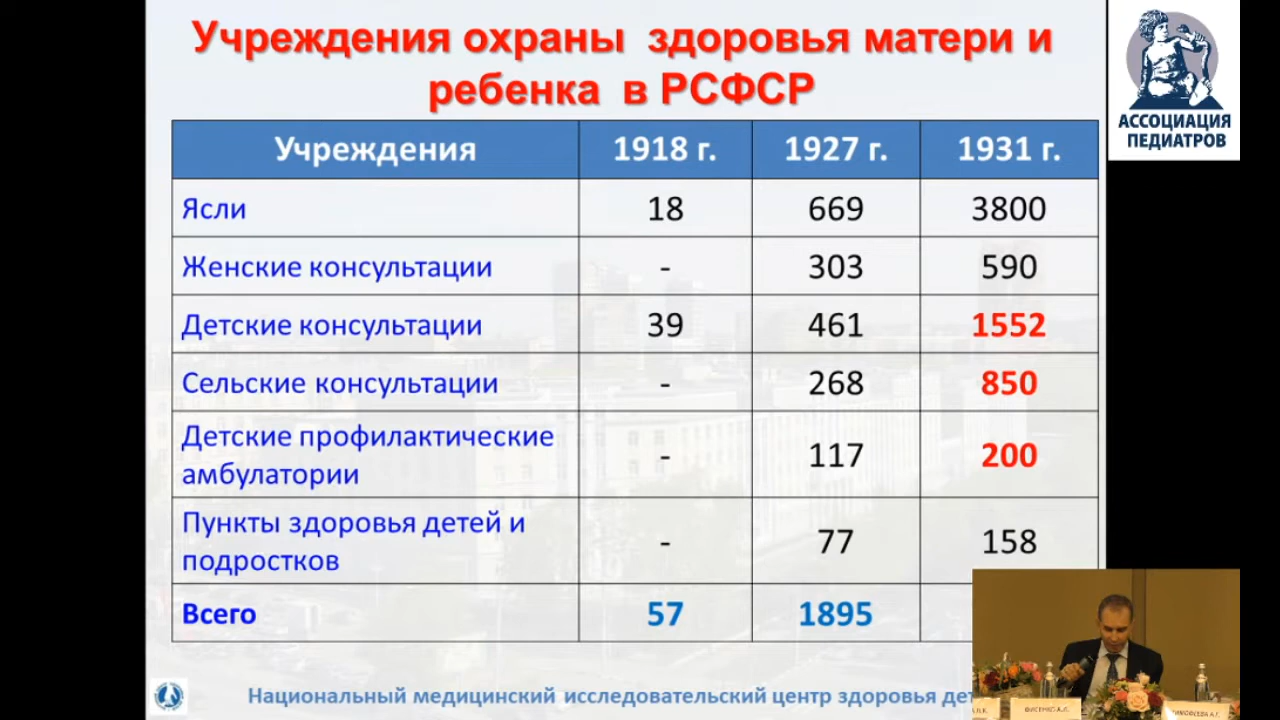 Учреждения охраны здоровья матери и
ребенка в РСФСР
АССОЦИАЦИЯ
ПЕДИАТРОВ
Учреждения 1918 г. 1927 г. 1931 г.
Ясли 18 669 3800
Женские консультации - 303 590
Детские консультации 39 461 1552
Сельские консультации - 268 850
Детские профилактические
амбулатории - 117 200
Пункты здоровья детей и
подростков - 77 158
Всего 57 1895
Национальный медицинский исследовательский центр здоровья дет